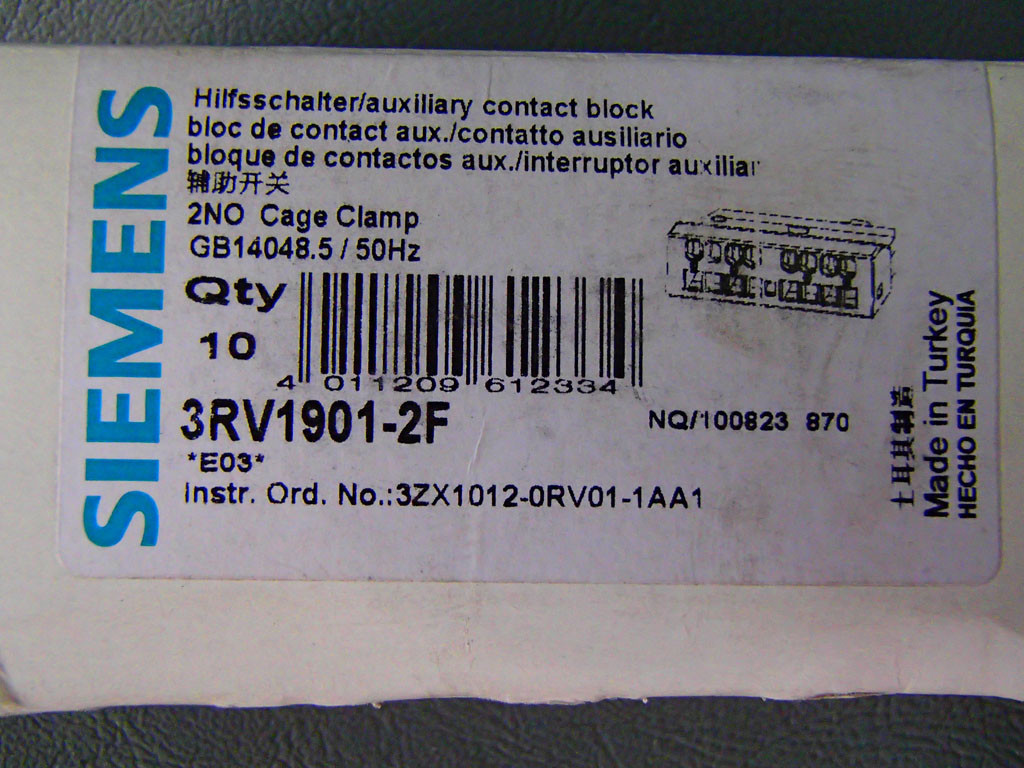 SIEMENS
Hilfsschalter/auxiliary contact block
bloc de contact aux./contatto ausiliario
bloque de contactos aux./interruptor auxiliar
辅助开关
2NO Cage Clamp
GB14048.5 / 50Hz
Qty
10
4 011209 612334
3RV1901-2F
NQ/100823 870
*E03*
Instr. Ord. No.:3ZX1012-0RV01-1AA1
土耳其制造
Made in Turkey
HECHO EN TURQUIA